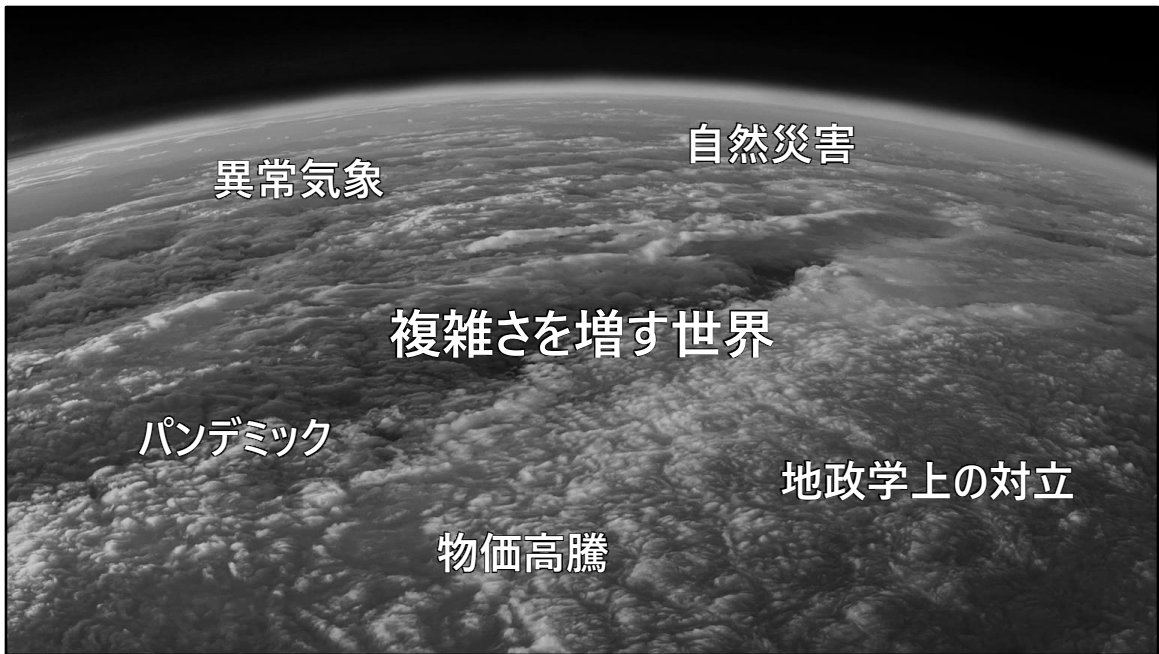 自然災害
異常気象
複雑さを増す世界
パンデミック
地政学上の対立
物価高騰